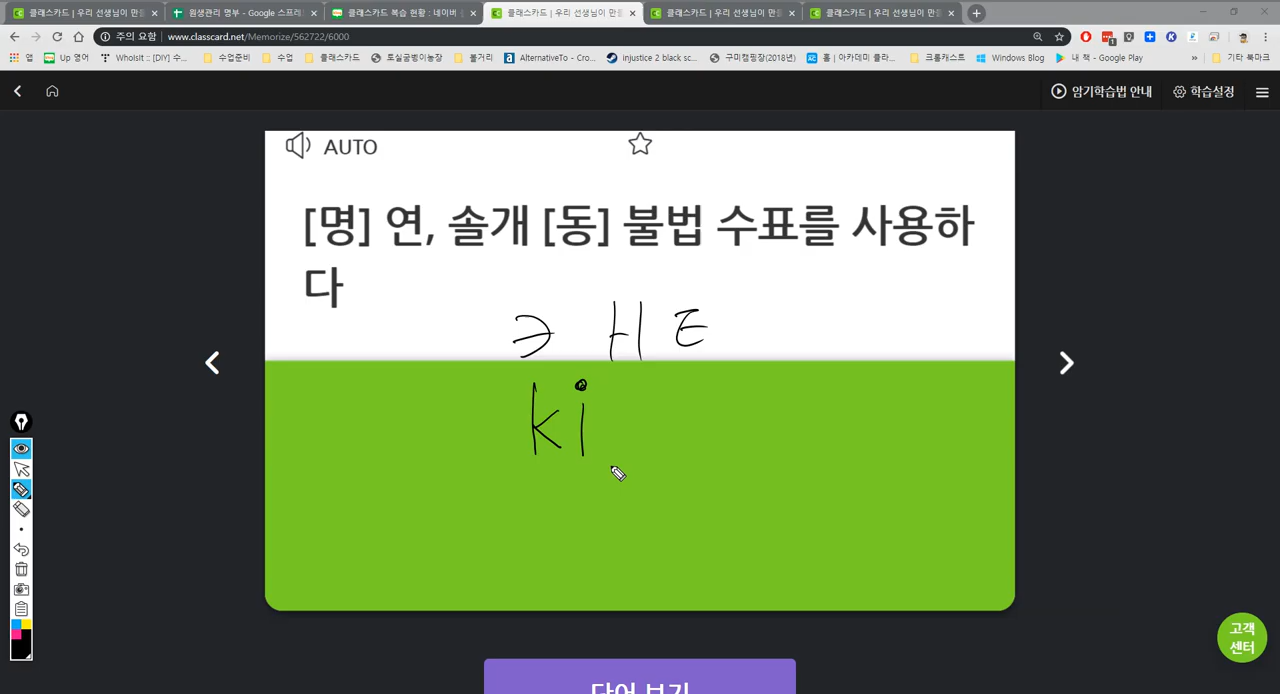 클래스카드 | 우리 선생님이 만든
원생관리 명부 - Google 스프레
클래스카드 복습 현황 : 네이버
클래스카드 | 우리 선생님이 만든
클래스카드 | 우리 선생님이 만든
클래스카드 | 우리 선생님이 만든
주의 요함 | www.classcard.net/Memorize/562722/6000
앱 Up 영어 WhoIsIt :: [DIY] 수... 수업준비 수업 클래스카드 토실굼벵이농장 볼거리 AlternativeTo - Cro... injustice 2 black sc... 구미캠핑장(2018년) 홈 | 아카데미 클라... 크롬캐스트 Windows Blog 내 책 - Google Play » 기타 북마크
암기학습법 안내 학습설정
AUTO
[명] 연, 솔개 [동] 불법 수표를 사용하
다
ㅋ ㅐ E
ki
고객
센터
단어 보기